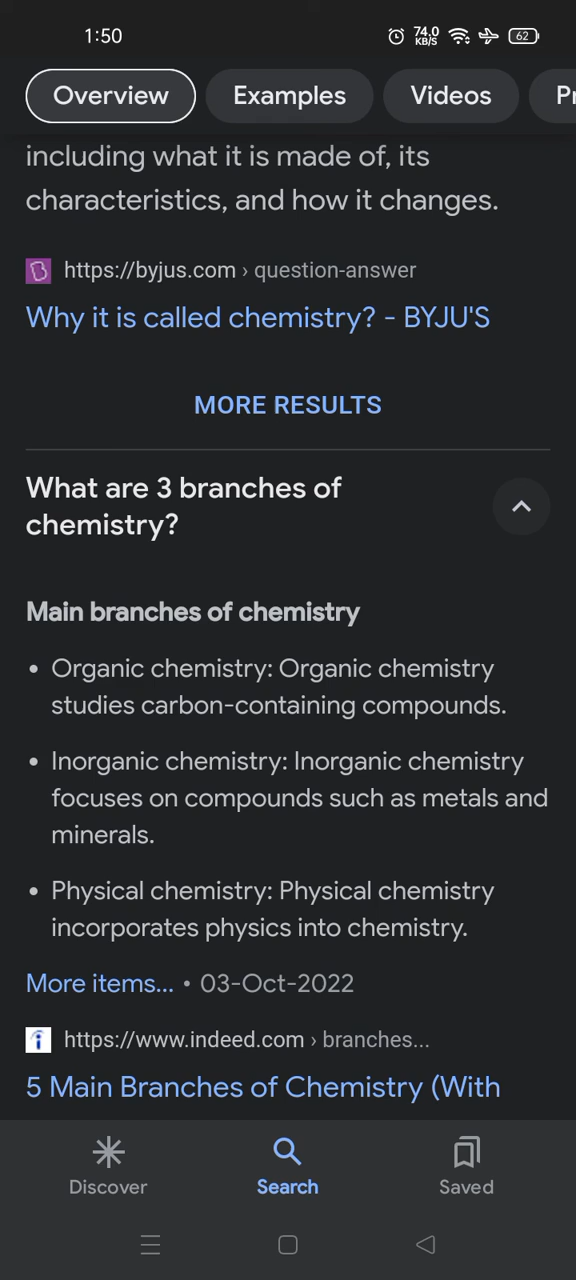 1:50
74.0
KB/S
62
Overview
Examples
Videos
Pr
including what it is made of, its
characteristics, and how it changes.
https://byjus.com › question-answer
Why it is called chemistry? - BYJU'S
MORE RESULTS
What are 3 branches of
chemistry?
Main branches of chemistry
• Organic chemistry: Organic chemistry
studies carbon-containing compounds.
• Inorganic chemistry: Inorganic chemistry
focuses on compounds such as metals and
minerals.
• Physical chemistry: Physical chemistry
incorporates physics into chemistry.
More items... • 03-Oct-2022
https://www.indeed.com › branches...
5 Main Branches of Chemistry (With
Discover
Search
Saved